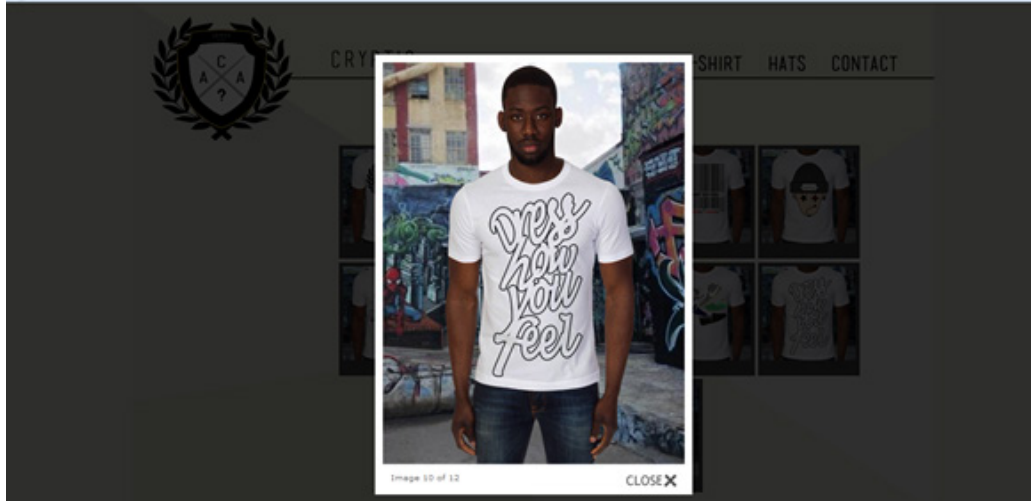 C
A A
?
CRYPTIC
-SHIRT HATS CONTACT
Dress
how
you
feel
Image 10 of 12
CLOSE X